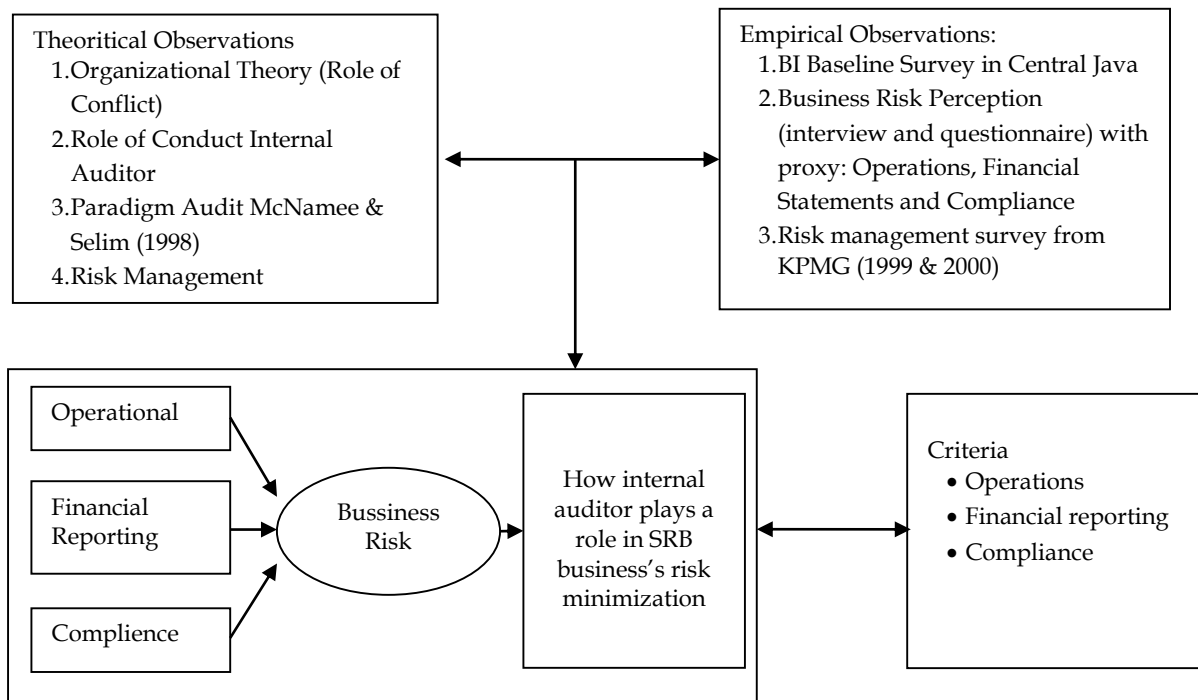 Theoritical Observations
1.Organizational Theory (Role of
Conflict)
2.Role of Conduct Internal
Auditor
3.Paradigm Audit McNamee &
Selim (1998)
4.Risk Management
Empirical Observations:
1.BI Baseline Survey in Central Java
2.Business Risk Perception
(interview and questionnaire) with
proxy: Operations, Financial
Statements and Compliance
3.Risk management survey from
KPMG (1999 & 2000)
Operational
Financial
Reporting
Complience
Bussiness
Risk
How internal
auditor plays a
role in SRB
business's risk
minimization
Criteria
• Operations
• Financial reporting
• Compliance